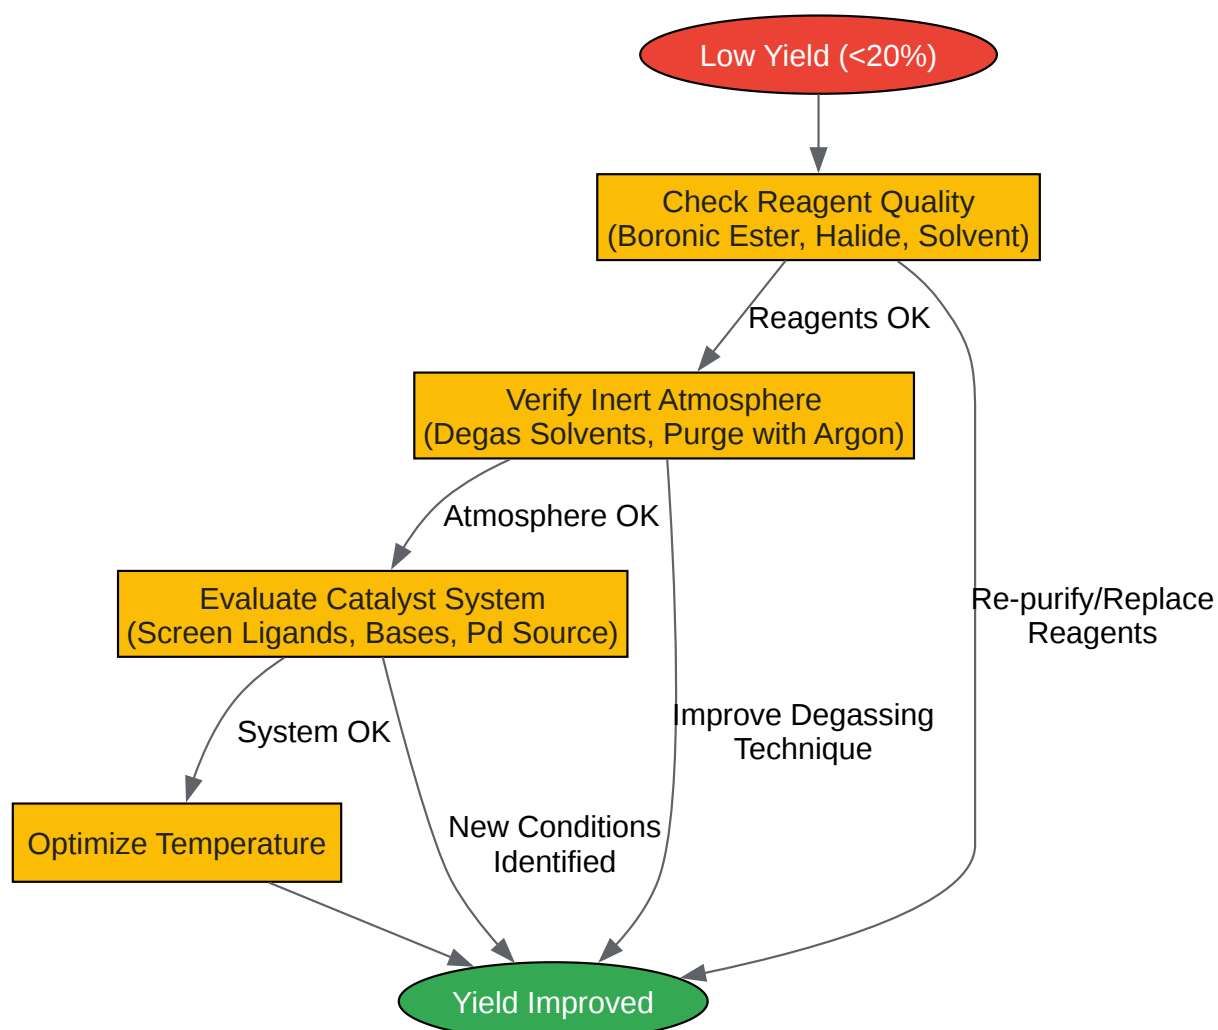 Low Yield (<20%)
Check Reagent Quality
(Boronic Ester, Halide, Solvent)
Reagents OK
Verify Inert Atmosphere
(Degas Solvents, Purge with Argon)
Atmosphere OK
Evaluate Catalyst System
(Screen Ligands, Bases, Pd Source)
Re-purify/Replace
Reagents
System OK
Improve Degassing
Technique
Optimize Temperature
New Conditions
Identified
Yield Improved